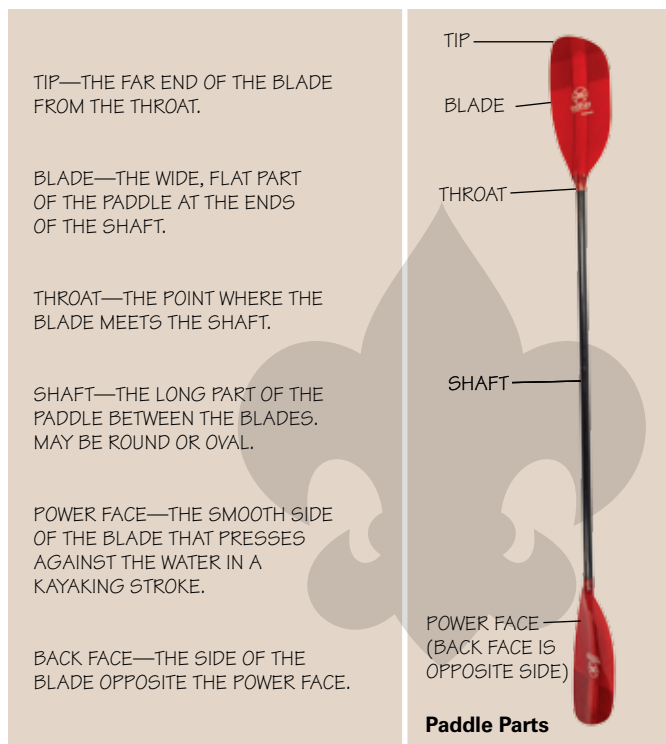 TIP—THE FAR END OF THE BLADE
FROM THE THROAT.
BLADE—THE WIDE, FLAT PART
OF THE PADDLE AT THE ENDS
OF THE SHAFT.
THROAT—THE POINT WHERE THE
BLADE MEETS THE SHAFT.
SHAFT—THE LONG PART OF THE
PADDLE BETWEEN THE BLADES.
MAY BE ROUND OR OVAL.
POWER FACE—THE SMOOTH SIDE
OF THE BLADE THAT PRESSES
AGAINST THE WATER IN A
KAYAKING STROKE.
BACK FACE—THE SIDE OF THE
BLADE OPPOSITE THE POWER FACE.
TIP
BLADE
THROAT
SHAFT
POWER FACE
(BACK FACE IS
OPPOSITE SIDE)
Paddle Parts